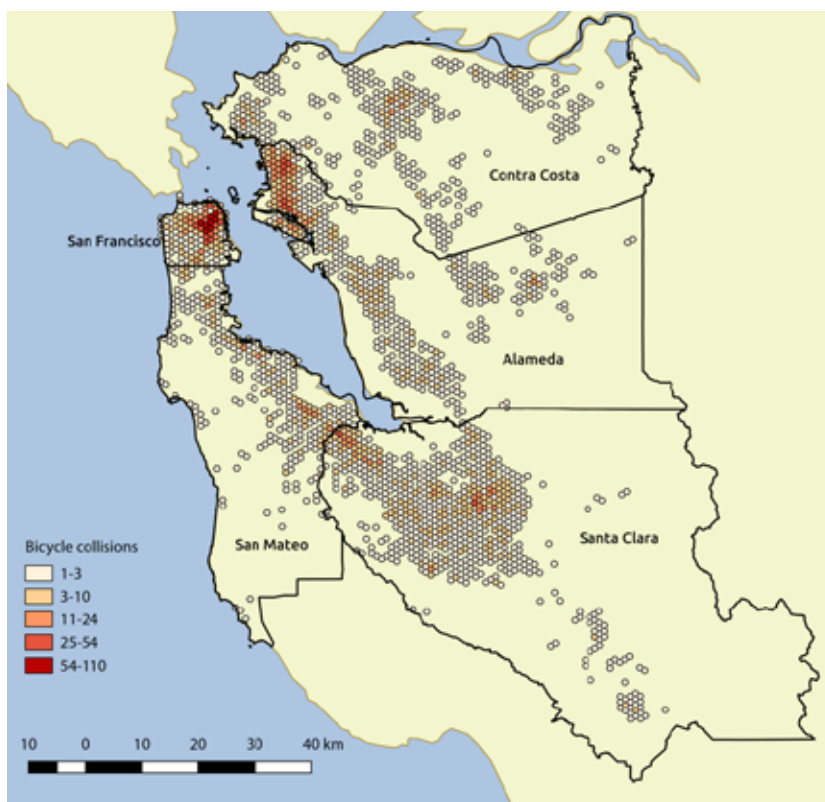 Contra Costa
San Francisco
Alameda
San Mateo
Santa Clara
Bicycle collisions
1-3
3-10
11-24
25-54
54-110
10 0 10 20 30 40 km